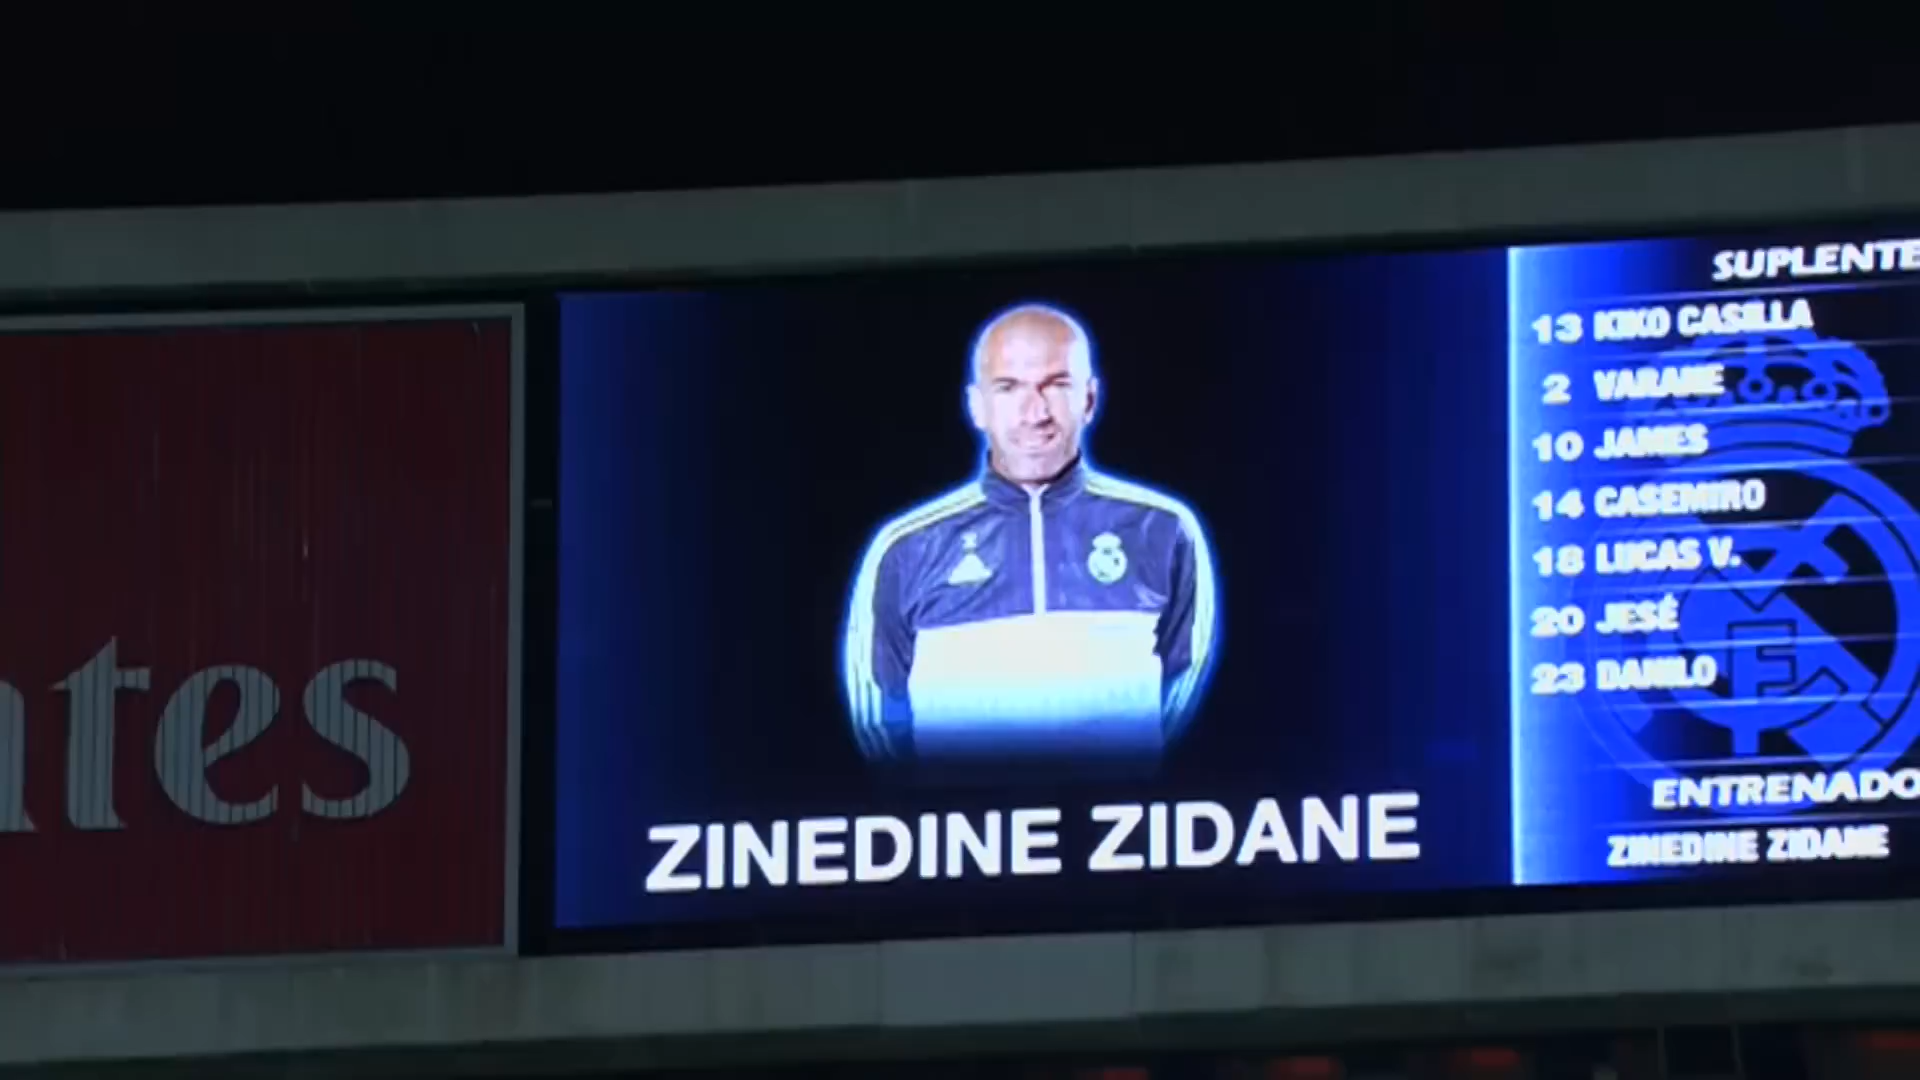 ntes
ZINEDINE ZIDANE
SUPLENTE
13 KIKO CASILLA
2 VARANE
10 JAMES
14 CASEMIRO
18 LUCAS V.
20 JESÉ
23 DANILO
ENTRENADO
ZINEDINE ZIDANE